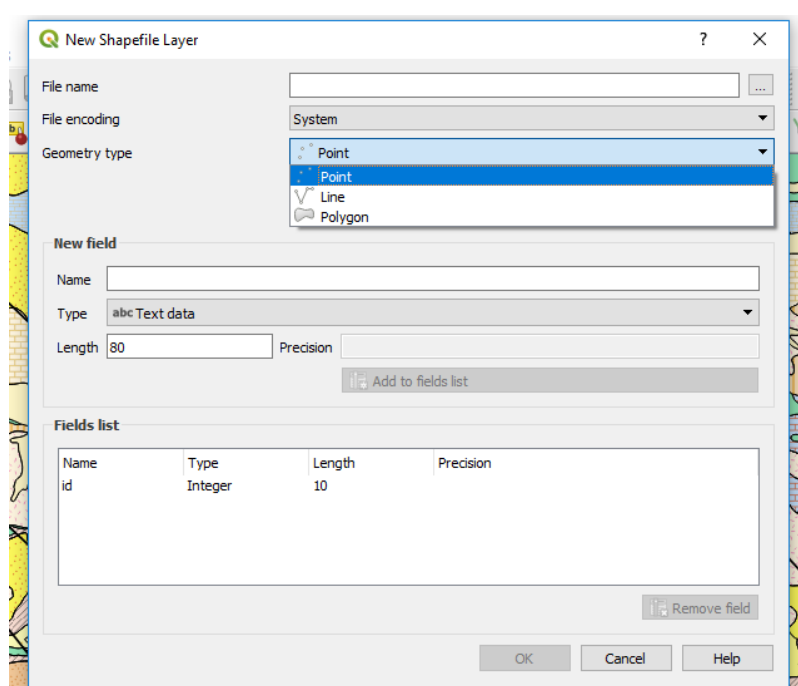 New Shapefile Layer ? ×
File name ...
File encoding System
Geometry type Point
Point
Line
Polygon
New field
Name
Type abc Text data
Length 80 Precision
Add to fields list
Fields list
Name Type Length Precision
id Integer 10
Remove field
OK Cancel Help